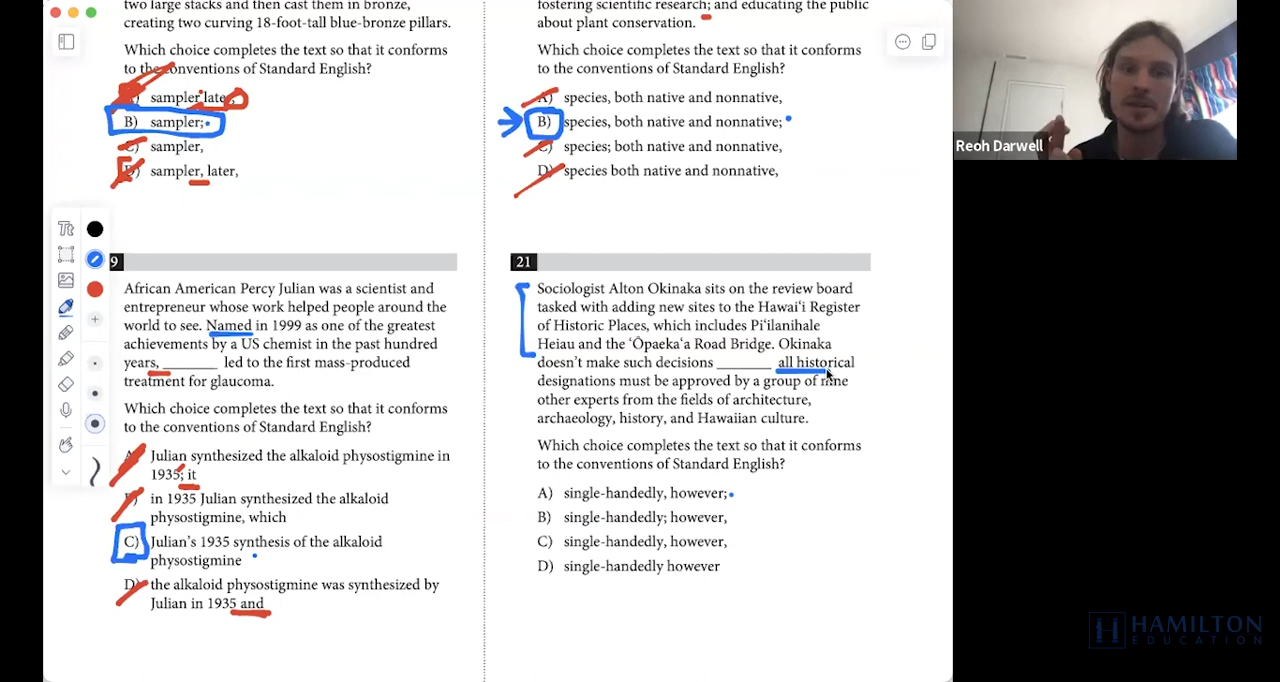 two large stacks and then cast them in bronze,
creating two curving 18-foot-tall blue-bronze pillars.
Which choice completes the text so that it conforms
to the conventions of Standard English?
sampler later,
B) sampler;
C) sampler,
D) sampler, later,
9
African American Percy Julian was a scientist and
entrepreneur whose work helped people around the
world to see. Named in 1999 as one of the greatest
achievements by a US chemist in the past hundred
years, ______ led to the first mass-produced
treatment for glaucoma.
Which choice completes the text so that it conforms
to the conventions of Standard English?
A) Julian synthesized the alkaloid physostigmine in
1935; it
B) in 1935 Julian synthesized the alkaloid
physostigmine, which
C) Julian's 1935 synthesis of the alkaloid
physostigmine
D) the alkaloid physostigmine was synthesized by
Julian in 1935 and
fostering scientific research; and educating the public
about plant conservation.
Which choice completes the text so that it conforms
to the conventions of Standard English?
A) species, both native and nonnative,
B) species, both native and nonnative;
C) species; both native and nonnative,
D) species both native and nonnative,
21
Sociologist Alton Okinaka sits on the review board
tasked with adding new sites to the Hawai‘i Register
of Historic Places, which includes Pi‘ilanihale
Heiau and the ‘Ōpaeka‘a Road Bridge. Okinaka
doesn't make such decisions ______ all historical
designations must be approved by a group of nine
other experts from the fields of architecture,
archaeology, history, and Hawaiian culture.
Which choice completes the text so that it conforms
to the conventions of Standard English?
A) single-handedly, however;
B) single-handedly; however,
C) single-handedly, however,
D) single-handedly however
Tt
Reoh Darwell
HAMILTON
EDUCATION